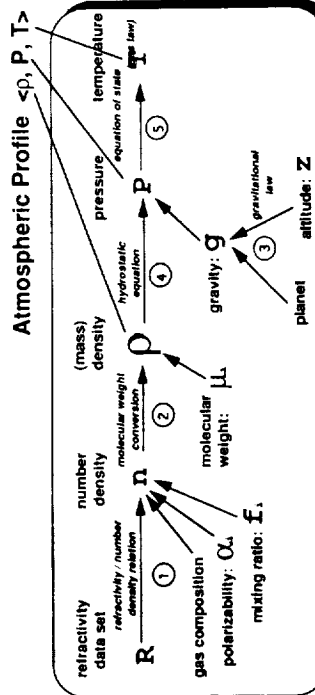 Atmospheric Profile <ρ, P, T>
refractivity
data set
number
density
(mass)
density
pressure
temperature
refractivity / number
density relation
molecular weight
conversion
hydrostatic
equation
equation of state
law)
R
n
ρ
P
T
1
2
4
5
gas composition
polarizability: α
mixing ratio: f
molecular
weight: μ
gravity: g
3
gravitational
law
planet
altitude: z